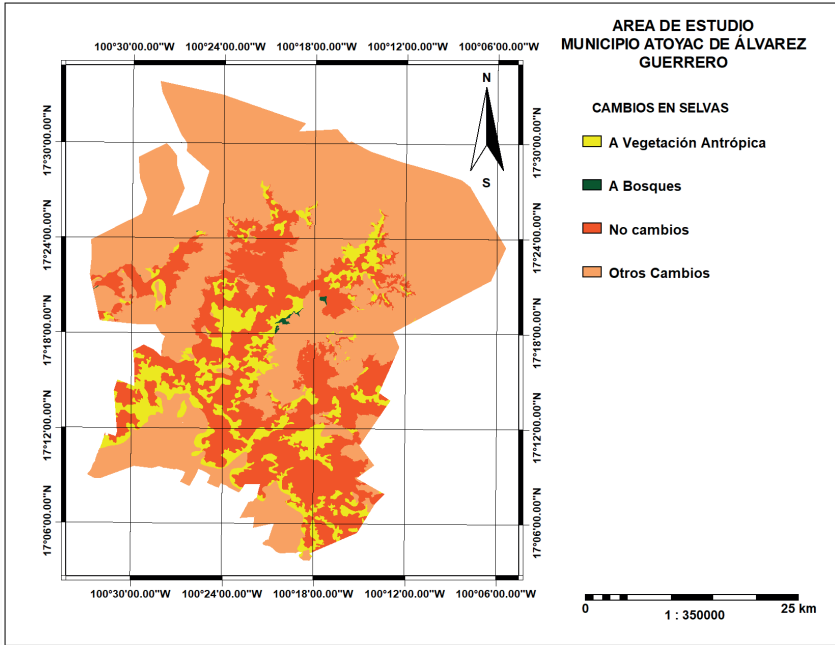 AREA DE ESTUDIO
MUNICIPIO ATOYAC DE ÁLVAREZ
GUERRERO
N
S
CAMBIOS EN SELVAS
A Vegetación Antrópica
A Bosques
No cambios
Otros Cambios
100°30'00.00"W 100°24'00.00"W 100°18'00.00"W 100°12'00.00"W 100°06'00.00"W
17°30'00.00"N 17°30'00.00"N
17°24'00.00"N 17°24'00.00"N
17°18'00.00"N 17°18'00.00"N
17°12'00.00"N 17°12'00.00"N
17°06'00.00"N 17°06'00.00"N
100°30'00.00"W 100°24'00.00"W 100°18'00.00"W 100°12'00.00"W 100°06'00.00"W
0 25 km
1 : 350000